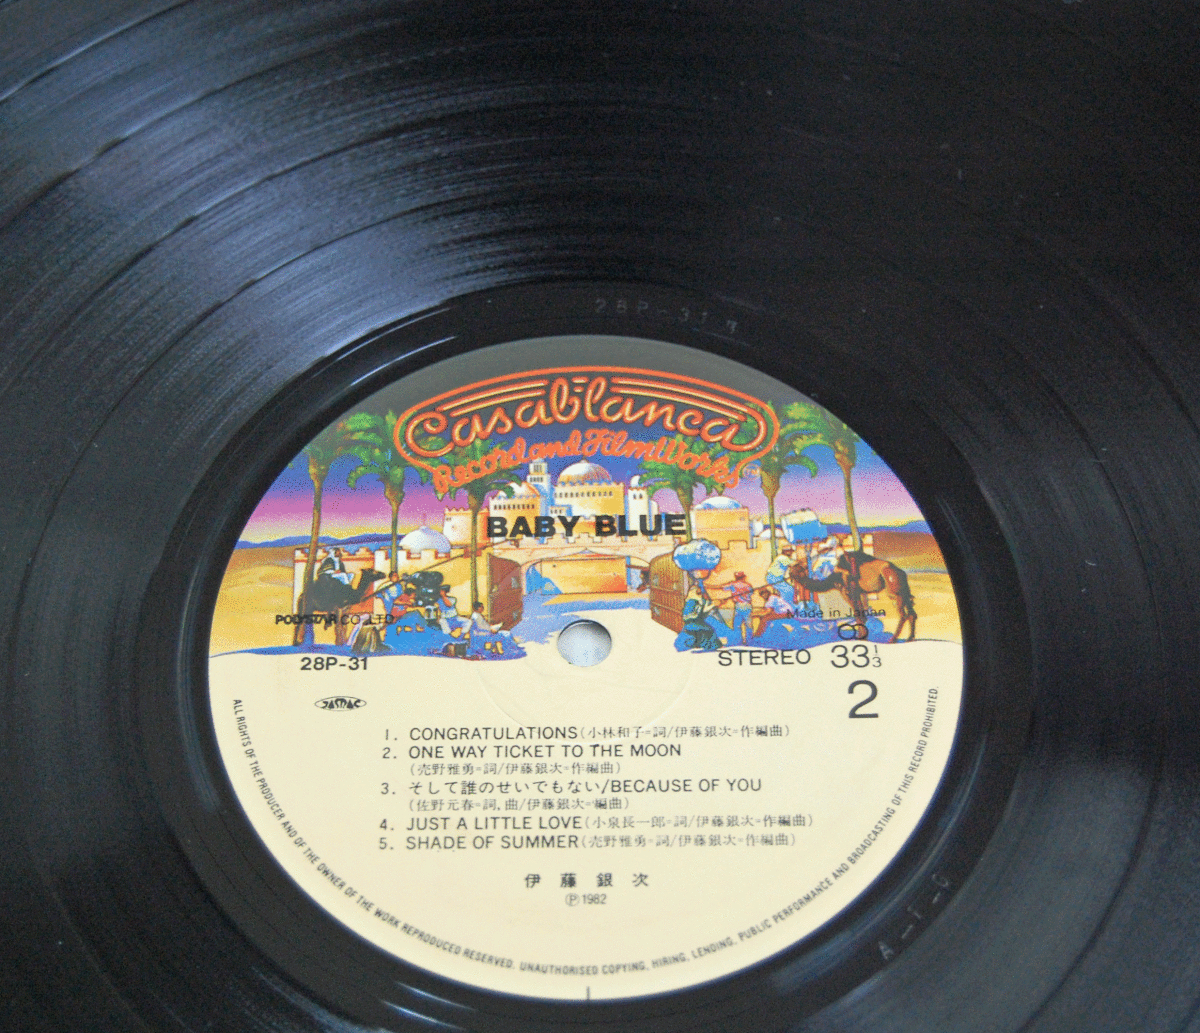 28P-31
Casablanca
Record and FilmWorks TM
BABY BLUE
POLYSTAR CO.,LTD.
Made in Japan
28P-31
STEREO 33 1/3
2
JASRAC
1. CONGRATULATIONS(小林和子=詞/伊藤銀次=作編曲)
2. ONE WAY TICKET TO THE MOON
(売野雅勇=詞/伊藤銀次=作編曲)
3. そして誰のせいでもない/BECAUSE OF YOU
(佐野元春=詞,曲/伊藤銀次=編曲)
4. JUST A LITTLE LOVE(小泉長一郎=詞/伊藤銀次=作編曲)
5. SHADE OF SUMMER(売野雅勇=詞/伊藤銀次=作編曲)
伊藤銀次
Ⓟ1982
ALL RIGHTS OF THE PRODUCER AND OF THE OWNER OF THE WORK REPRODUCED RESERVED. UNAUTHORISED COPYING, HIRING, LENDING, PUBLIC PERFORMANCE AND BROADCASTING OF THIS RECORD PROHIBITED.